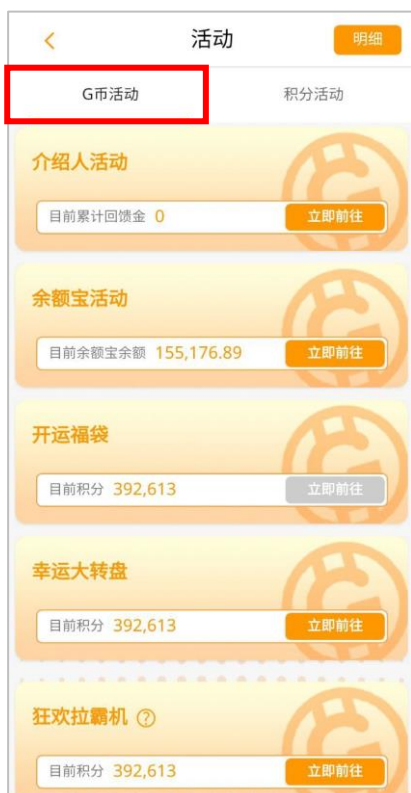 活动
明细
G币活动
积分活动
介绍人活动
目前累计回馈金 0
立即前往
余额宝活动
目前余额宝余额 155,176.89
立即前往
开运福袋
目前积分 392,613
立即前往
幸运大转盘
目前积分 392,613
立即前往
狂欢拉霸机 ?
目前积分 392,613
立即前往